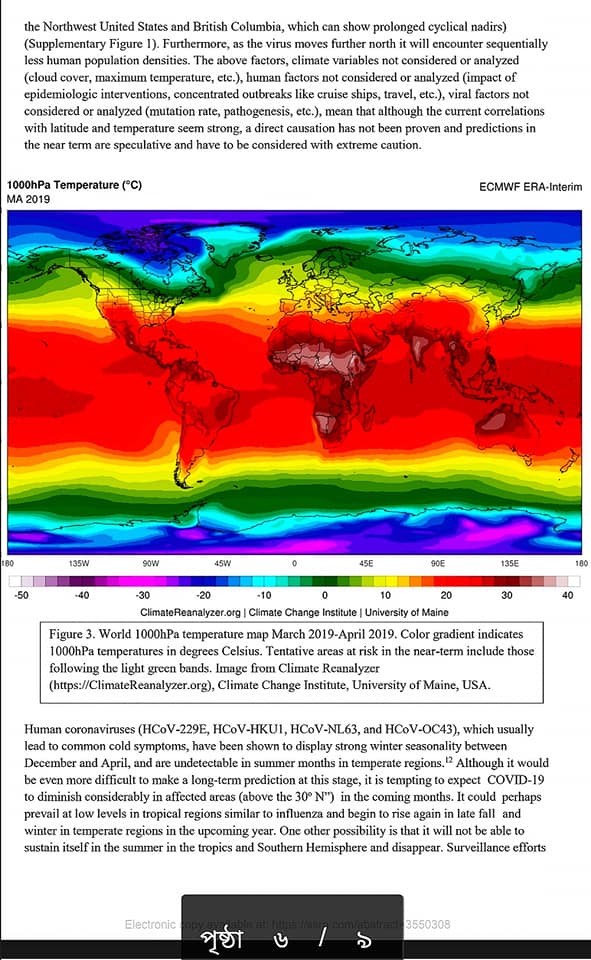 the Northwest United States and British Columbia, which can show prolonged cyclical nadirs)
(Supplementary Figure 1). Furthermore, as the virus moves further north it will encounter sequentially
less human population densities. The above factors, climate variables not considered or analyzed
(cloud cover, maximum temperature, etc.), human factors not considered or analyzed (impact of
epidemiologic interventions, concentrated outbreaks like cruise ships, travel, etc.), viral factors not
considered or analyzed (mutation rate, pathogenesis, etc.), mean that although the current correlations
with latitude and temperature seem strong, a direct causation has not been proven and predictions in
the near term are speculative and have to be considered with extreme caution.
1000hPa Temperature (°C)
ECMWF ERA-Interim
MA 2019
180 135W 90W 45W 0 45E 90E 135E 180
-50 -40 -30 -20 -10 0 10 20 30 40
ClimateReanalyzer.org | Climate Change Institute | University of Maine
Figure 3. World 1000hPa temperature map March 2019-April 2019. Color gradient indicates
1000hPa temperatures in degrees Celsius. Tentative areas at risk in the near-term include those
following the light green bands. Image from Climate Reanalyzer
(https://ClimateReanalyzer.org), Climate Change Institute, University of Maine, USA.
Human coronaviruses (HCoV-229E, HCoV-HKU1, HCoV-NL63, and HCoV-OC43), which usually
lead to common cold symptoms, have been shown to display strong winter seasonality between
December and April, and are undetectable in summer months in temperate regions.12 Although it would
be even more difficult to make a long-term prediction at this stage, it is tempting to expect COVID-19
to diminish considerably in affected areas (above the 30° N”) in the coming months. It could perhaps
prevail at low levels in tropical regions similar to influenza and begin to rise again in late fall and
winter in temperate regions in the upcoming year. One other possibility is that it will not be able to
sustain itself in the summer in the tropics and Southern Hemisphere and disappear. Surveillance efforts
Electronic copy available at: https://ssrn.com/abstract=3550308
পৃষ্ঠা ৬ / ৯